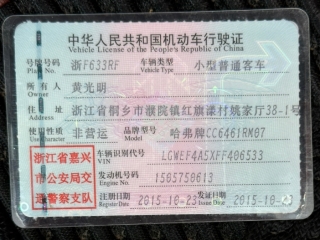 中华人民共和国机动车行驶证
Vehicle License of the People's Republic of China
号牌号码 浙F633RF 车辆类型 小型普通客车
Plate No. Vehicle Type
所有人 黄光明
Owner
住址 浙江省桐乡市濮院镇红旗漾村姚家厅38-1号
Address
使用性质 非营运 品牌型号 哈弗牌CC6461RM07
Use Character Model
浙江省嘉兴市公安局交通警察支队
车辆识别代号 LGWEF4A5XFF406533
VIN
发动机号码 1505750613
Engine No.
注册日期 2015-10-23 发证日期 2015-10-23
Register Date Issue Date